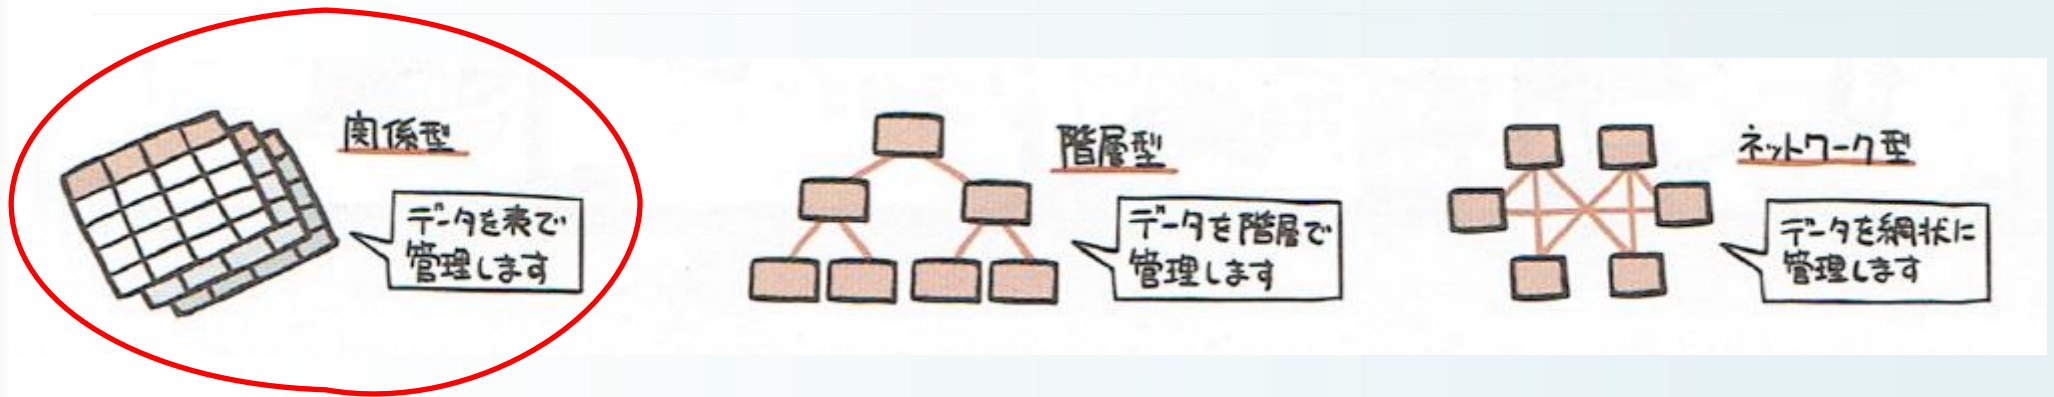 関係型
データを表で
管理します
階層型
データを階層で
管理します
ネットワーク型
データを網状に
管理します